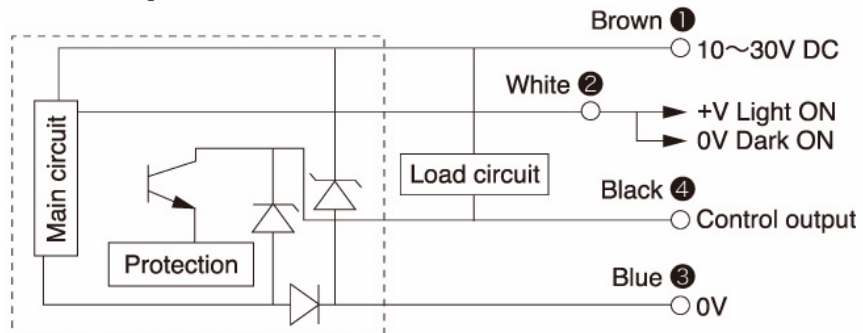 Brown ❶
10～30V DC
White ❷
+V Light ON
0V Dark ON
Main circuit
Load circuit
Black ❹
Control output
Protection
Blue ❸
0V